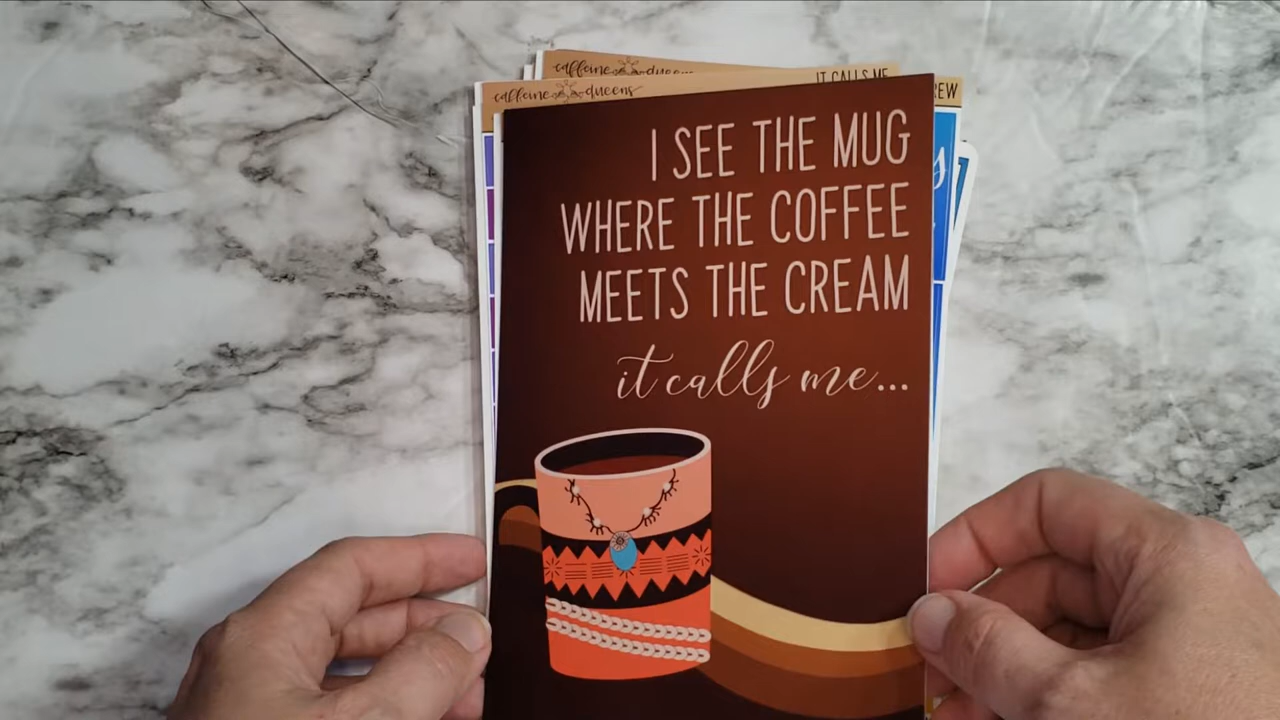 caffeine queens
IT CALLS ME
caffeine queens
EW
I SEE THE MUG
WHERE THE COFFEE
MEETS THE CREAM
it calls me...